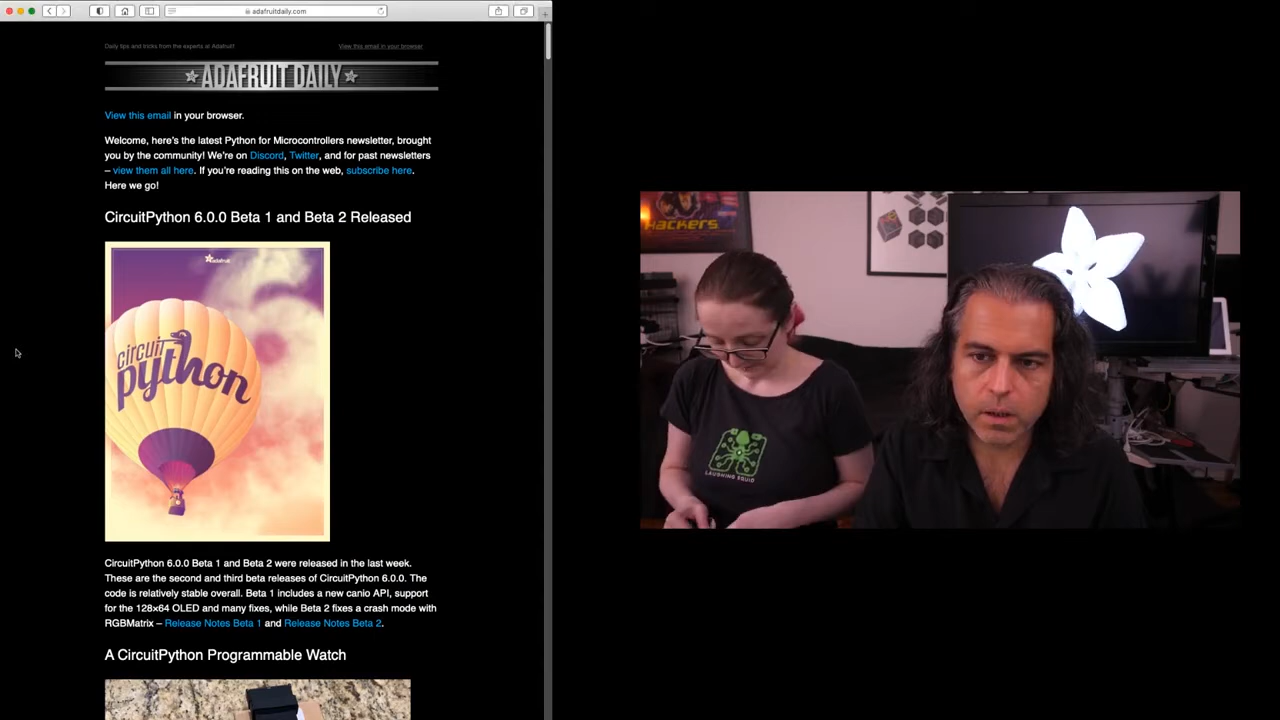 adafruitdaily.com
Daily tips and tricks from the experts at Adafruit!
View this email in your browser
ADAFRUIT DAILY
View this email in your browser.
Welcome, here's the latest Python for Microcontrollers newsletter, brought
you by the community! We're on Discord, Twitter, and for past newsletters
– view them all here. If you're reading this on the web, subscribe here.
Here we go!
CircuitPython 6.0.0 Beta 1 and Beta 2 Released
adafruit
circuit
python
CircuitPython 6.0.0 Beta 1 and Beta 2 were released in the last week.
These are the second and third beta releases of CircuitPython 6.0.0. The
code is relatively stable overall. Beta 1 includes a new canio API, support
for the 128×64 OLED and many fixes, while Beta 2 fixes a crash mode with
RGBMatrix – Release Notes Beta 1 and Release Notes Beta 2.
A CircuitPython Programmable Watch
HACKERS
LAUGHING SQUID